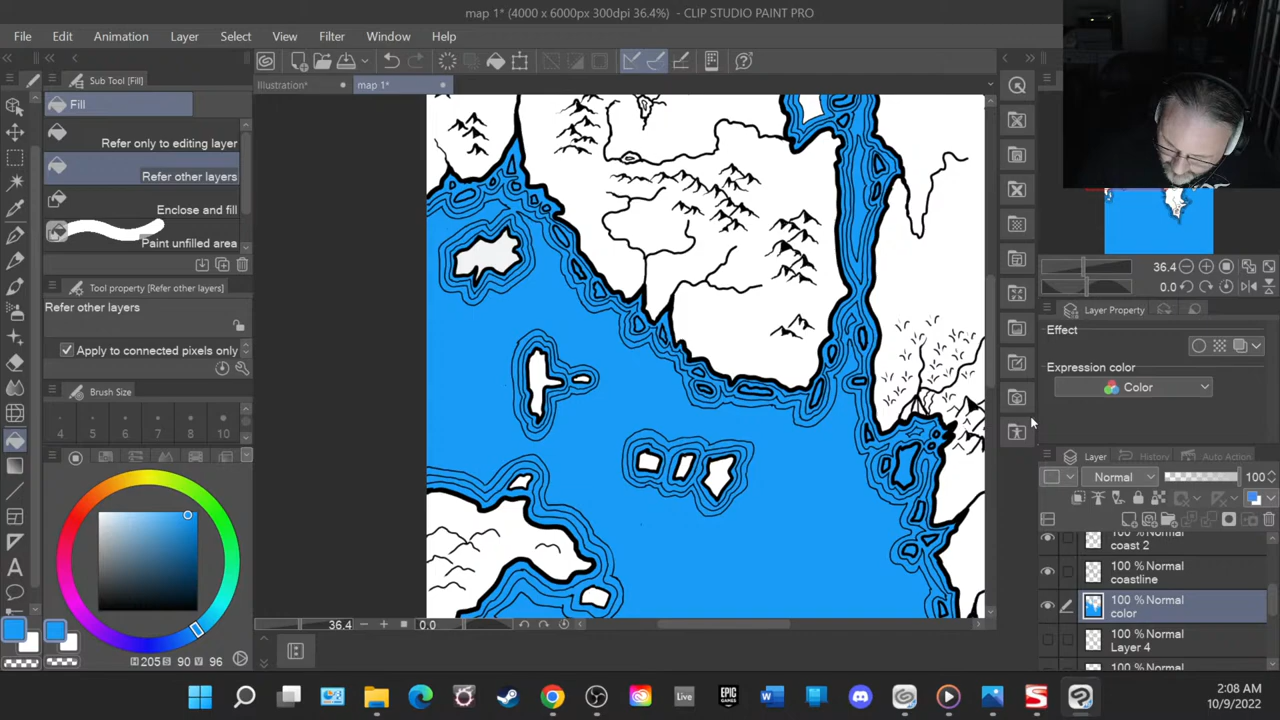 map 1* (4000 x 6000px 300dpi 36.4%) - CLIP STUDIO PAINT PRO
File Edit Animation Layer Select View Filter Window Help
Sub Tool [Fill]
Illustration* map 1*
Fill
Refer only to editing layer
Refer other layers
Enclose and fill
Paint unfilled area
Tool property [Refer other layers]
Refer other layers
Apply to connected pixels only
Brush Size
4 5 6 7 8 10
36.4
0.0
Layer Property
Effect
Expression color
Color
Layer History Auto Action
Normal 100
100 % Normal
coast 2
100 % Normal
coastline
100 % Normal
color
100 % Normal
Layer 4
100 % Normal
36.4 0.0
H 205 S 90 V 96
Live EPIC GAMES W S
2:08 AM
10/9/2022